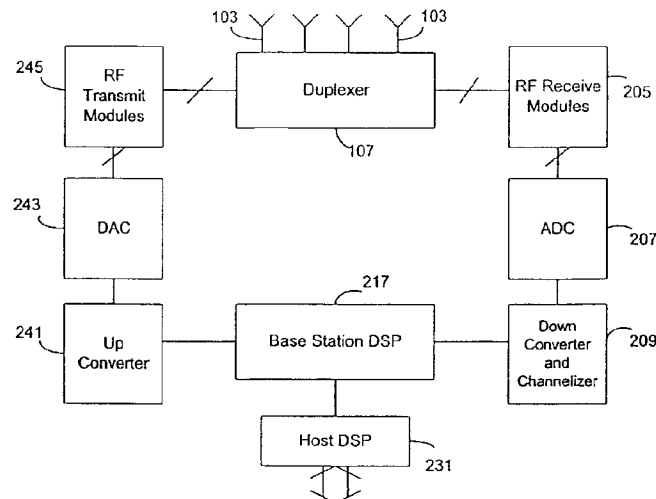 103
103
245
RF
Transmit
Modules
Duplexer
RF Receive
Modules
205
107
243
DAC
ADC
207
217
241
Up
Converter
Base Station DSP
Down
Converter
and
Channelizer
209
Host DSP
231